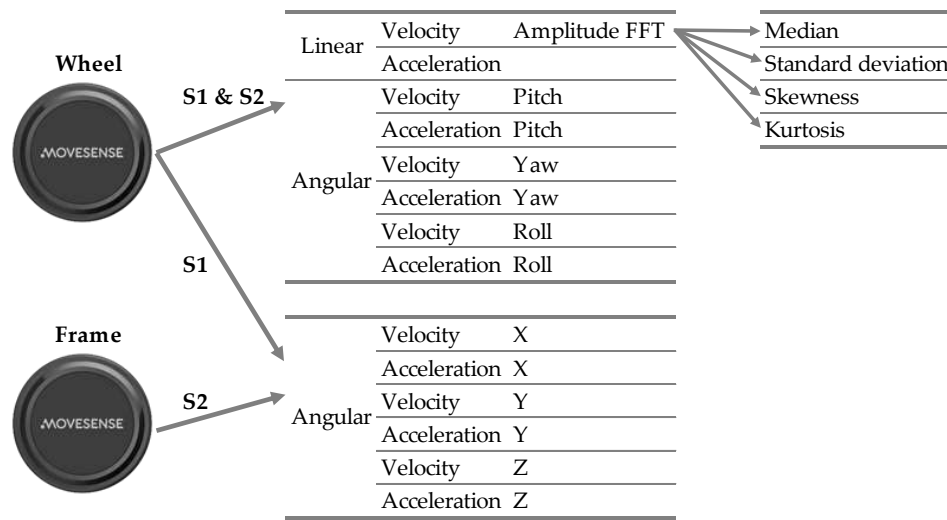 Wheel
MOVESENSE
S1 & S2
S1
Frame
MOVESENSE
S2
Linear Velocity Amplitude FFT
Acceleration
Angular
Velocity Pitch
Acceleration Pitch
Velocity Yaw
Acceleration Yaw
Velocity Roll
Acceleration Roll
Angular
Velocity X
Acceleration X
Velocity Y
Acceleration Y
Velocity Z
Acceleration Z
Median
Standard deviation
Skewness
Kurtosis